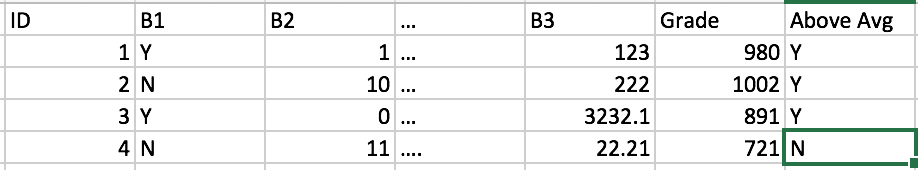 ID B1 B2 ... B3 Grade Above Avg
1 Y 1 ... 123 980 Y
2 N 10 ... 222 1002 Y
3 Y 0 ... 3232.1 891 Y
4 N 11 .... 22.21 721 N